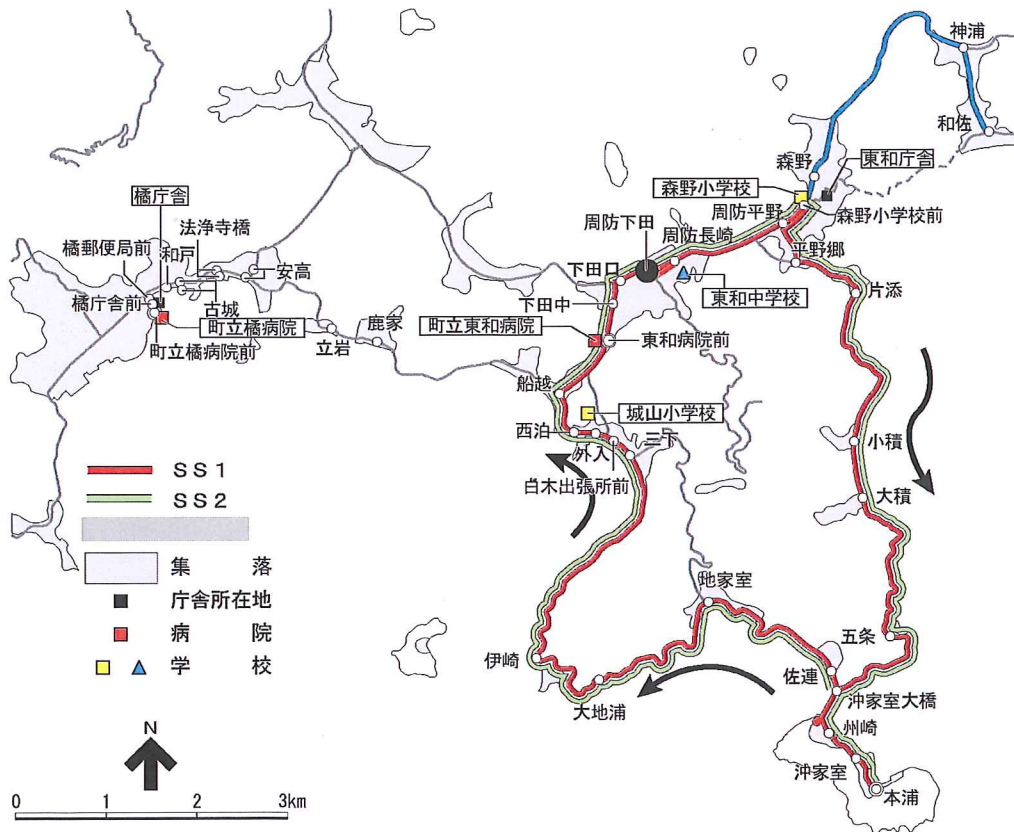 神浦
和佐
森野
東和庁舎
森野小学校
橘庁舎
周防平野
森野小学校前
法浄寺橋
周防下田
橘郵便局前
和戸
周防長崎
平野郷
安高
下田口
片添
東和中学校
橘庁舎前
古城
下田中
鹿家
町立橘病院
町立東和病院
東和病院前
立岩
町立橘病院前
船越
城山小学校
小積
西泊
三下
外入
白木出張所前
SS1
大積
SS2
集落
地家室
庁舎所在地
五条
病院
伊崎
佐連
学校
沖家室大橋
大地浦
州崎
N
沖家室
本浦
0 1 2 3km